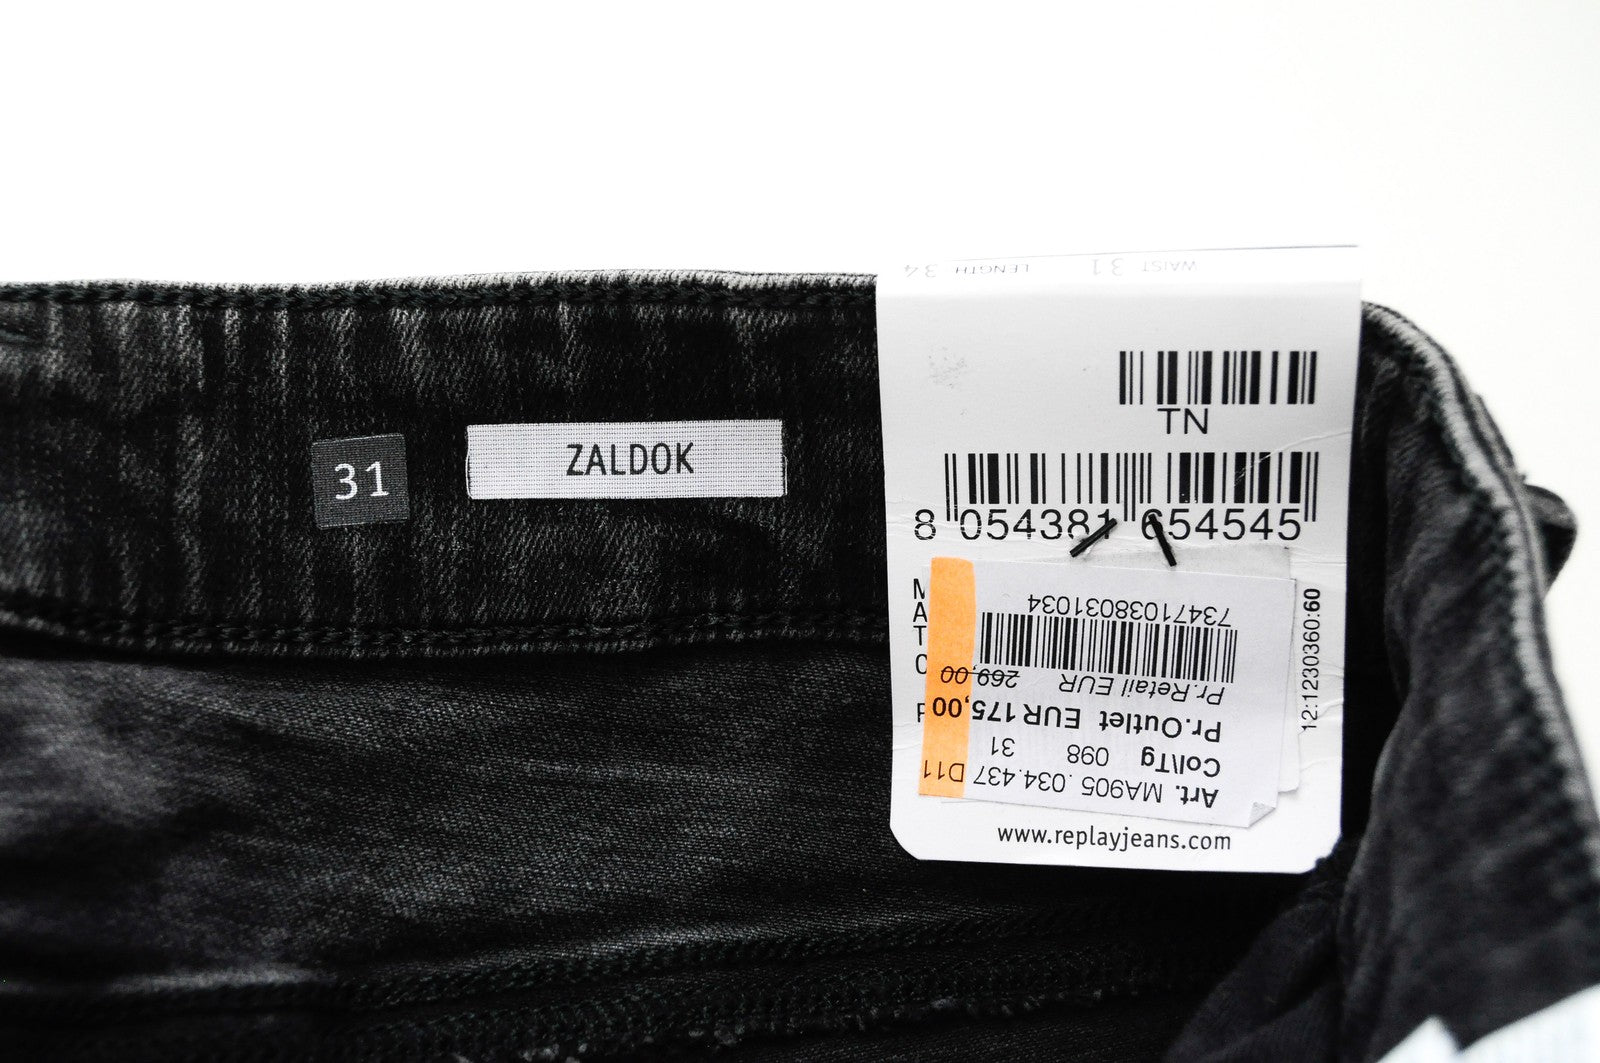 LENGTH 34 WAIST 31
31
ZALDOK
TN
8 054381 654545
12:1230360:60
Art. MA905 .034.437 D11
Col\Tg 098 31
Pr.Outlet EUR 175,00
Pr.Retail EUR 269,00
73471038031034
www.replayjeans.com